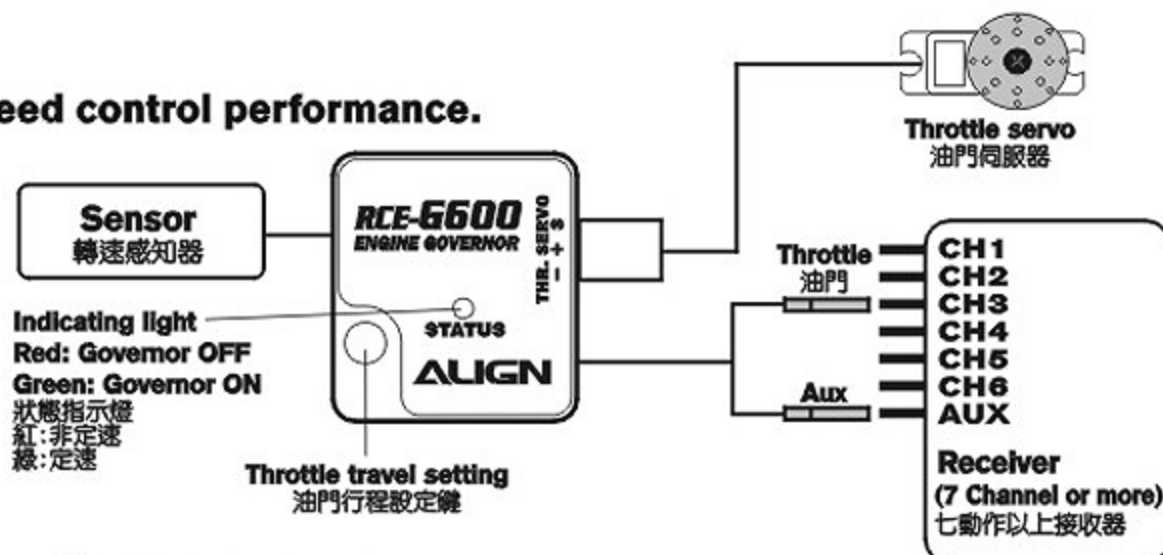 eed control performance.
Throttle servo
油門伺服器
Sensor
轉速感知器
RCE-G600
ENGINE GOVERNOR
THR. SERVO
- + S
STATUS
ALIGN
Indicating light
Red: Governor OFF
Green: Governor ON
狀態指示燈
紅:非定速
綠:定速
Throttle travel setting
油門行程設定鍵
Throttle
油門
Aux
CH1
CH2
CH3
CH4
CH5
CH6
AUX
Receiver
(7 Channel or more)
七動作以上接收器